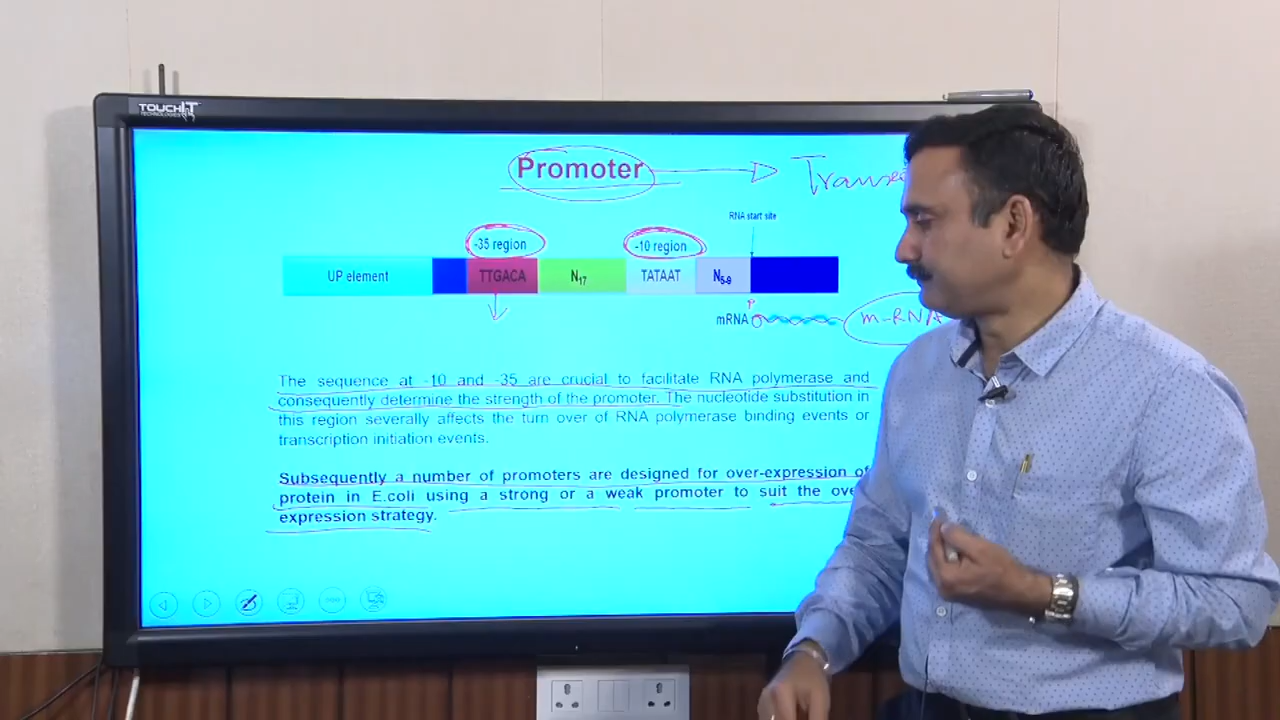 TOUCHIT
TECHNOLOGIES
Promoter
RNA start site
-35 region
-10 region
UP element
TTGACA
N17
TATAAT
N5-9
P
mRNA
m-RNA
The sequence at -10 and -35 are crucial to facilitate RNA polymerase and
consequently determine the strength of the promoter. The nucleotide substitution in
this region severally affects the turn over of RNA polymerase binding events or
transcription initiation events.
Subsequently a number of promoters are designed for over-expression of
protein in E.coli using a strong or a weak promoter to suit the over
expression strategy.